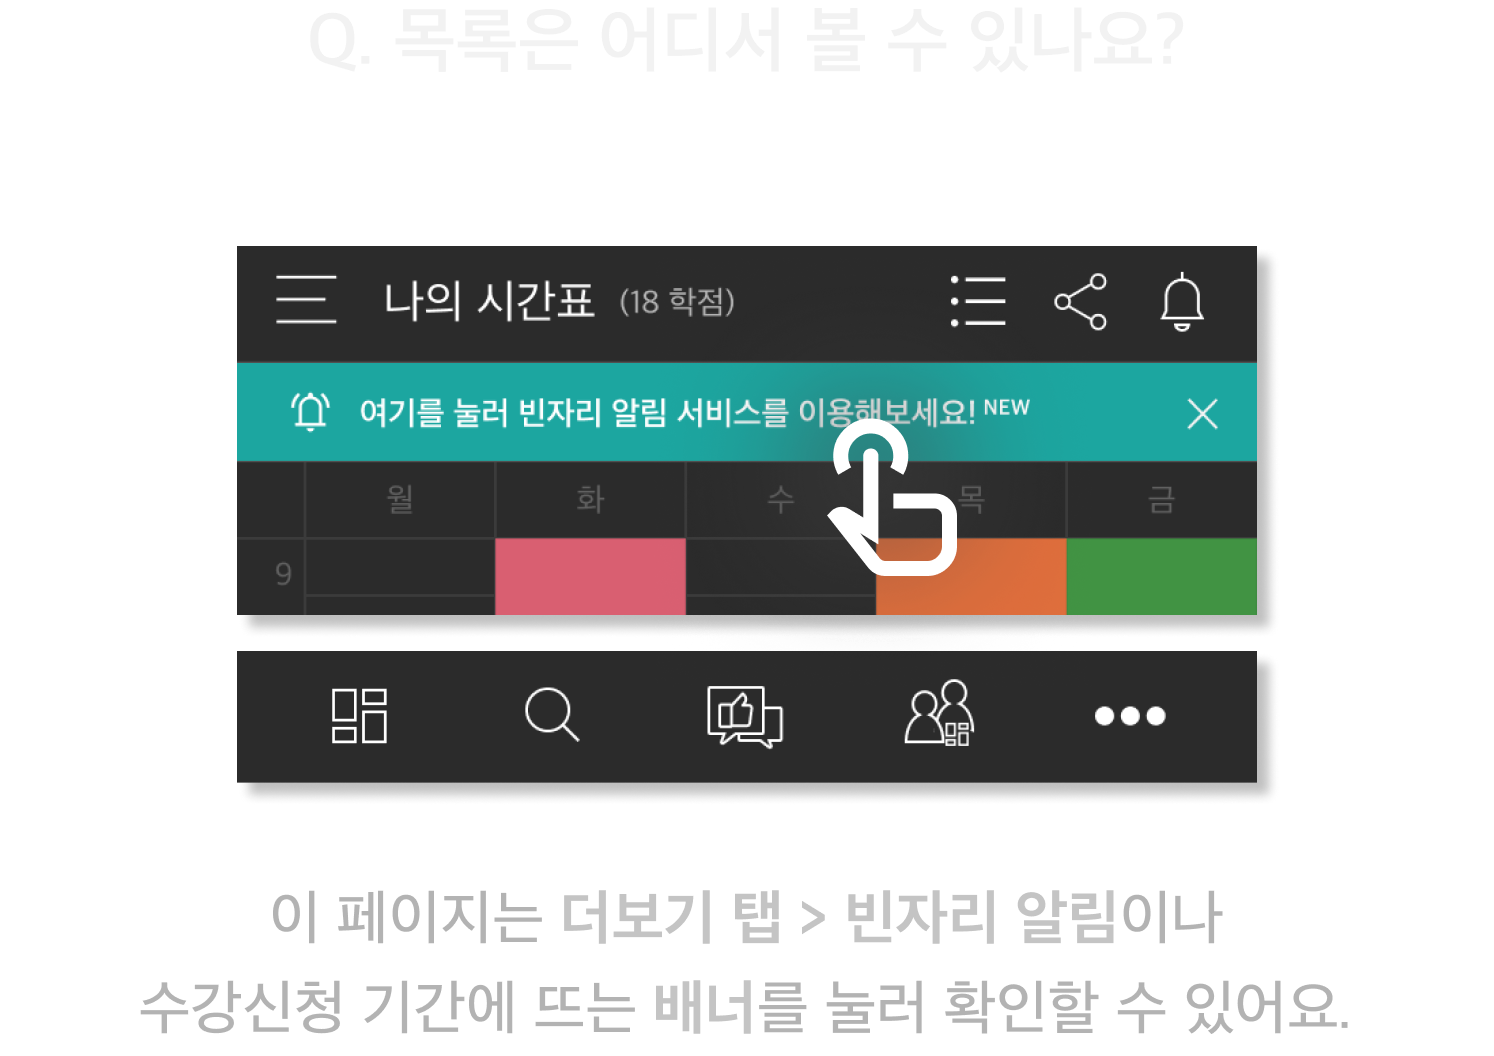 Q. 목록은 어디서 볼 수 있나요?
나의 시간표 (18 학점)
여기를 눌러 빈자리 알림 서비스를 이용해보세요! NEW
월 화 수 목 금
9
이 페이지는 더보기 탭 > 빈자리 알림이나
수강신청 기간에 뜨는 배너를 눌러 확인할 수 있어요.